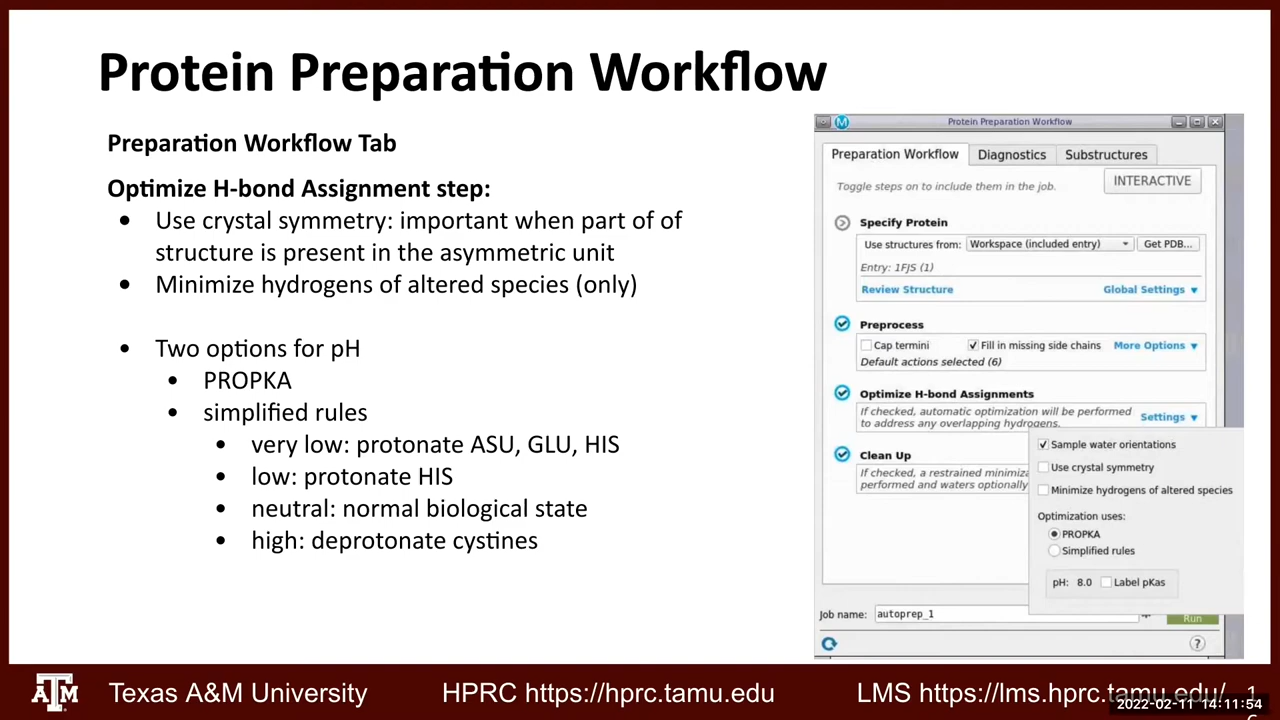 Protein Preparation Workflow
Preparation Workflow Tab
Optimize H-bond Assignment step:
• Use crystal symmetry: important when part of of
structure is present in the asymmetric unit
• Minimize hydrogens of altered species (only)
• Two options for pH
• PROPKA
• simplified rules
• very low: protonate ASU, GLU, HIS
• low: protonate HIS
• neutral: normal biological state
• high: deprotonate cystines
Protein Preparation Workflow
Preparation Workflow Diagnostics Substructures
Toggle steps on to include them in the job. INTERACTIVE
Specify Protein
Use structures from: Workspace (included entry) Get PDB...
Entry: 1FJS (1)
Review Structure Global Settings
Preprocess
Cap termini Fill in missing side chains More Options
Default actions selected (6)
Optimize H-bond Assignments
If checked, automatic optimization will be performed
to address any overlapping hydrogens. Settings
Clean Up
If checked, a restrained minimiza
performed and waters optionally
Sample water orientations
Use crystal symmetry
Minimize hydrogens of altered species
Optimization uses:
PROPKA
Simplified rules
pH: 8.0 Label pKas
Job name: autoprep_1 Run
?
ATM Texas A&M University HPRC https://hprc.tamu.edu LMS https://lms.hprc.tamu.edu/ 1
2022-02-11 14:11:54